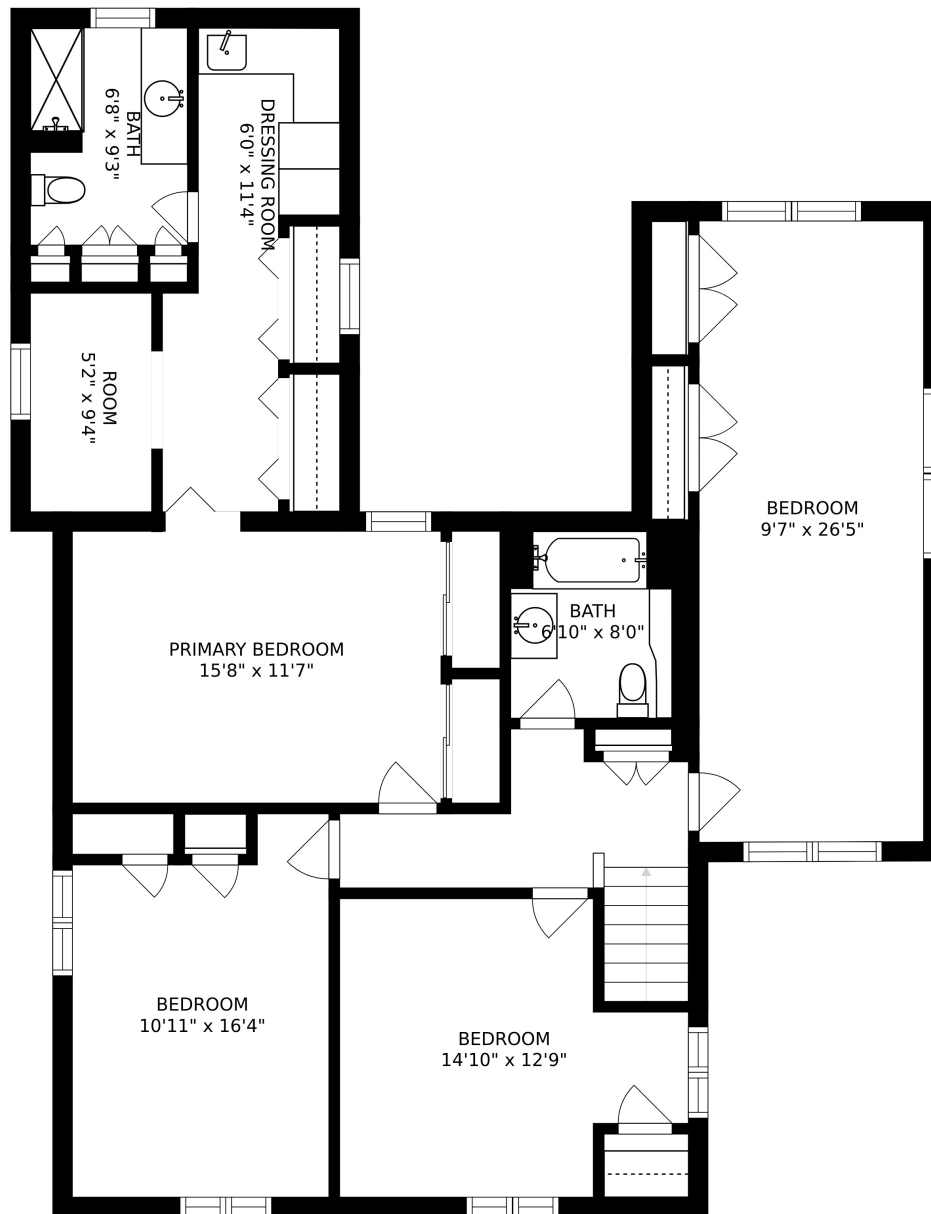 BATH
6'8" x 9'3"
DRESSING ROOM
6'0" x 11'4"
ROOM
5'2" x 9'4"
BEDROOM
9'7" x 26'5"
BATH
6'10" x 8'0"
PRIMARY BEDROOM
15'8" x 11'7"
BEDROOM
10'11" x 16'4"
BEDROOM
14'10" x 12'9"